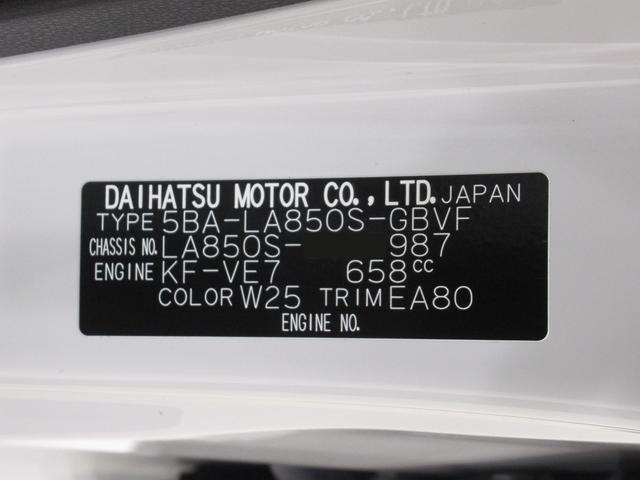 DAIHATSU MOTOR CO.,LTD. JAPAN
TYPE 5BA-LA850S-GBVF
CHASSIS NO. LA850S- 987
ENGINE KF-VE7 658cc
COLOR W25 TRIM EA80
ENGINE NO.